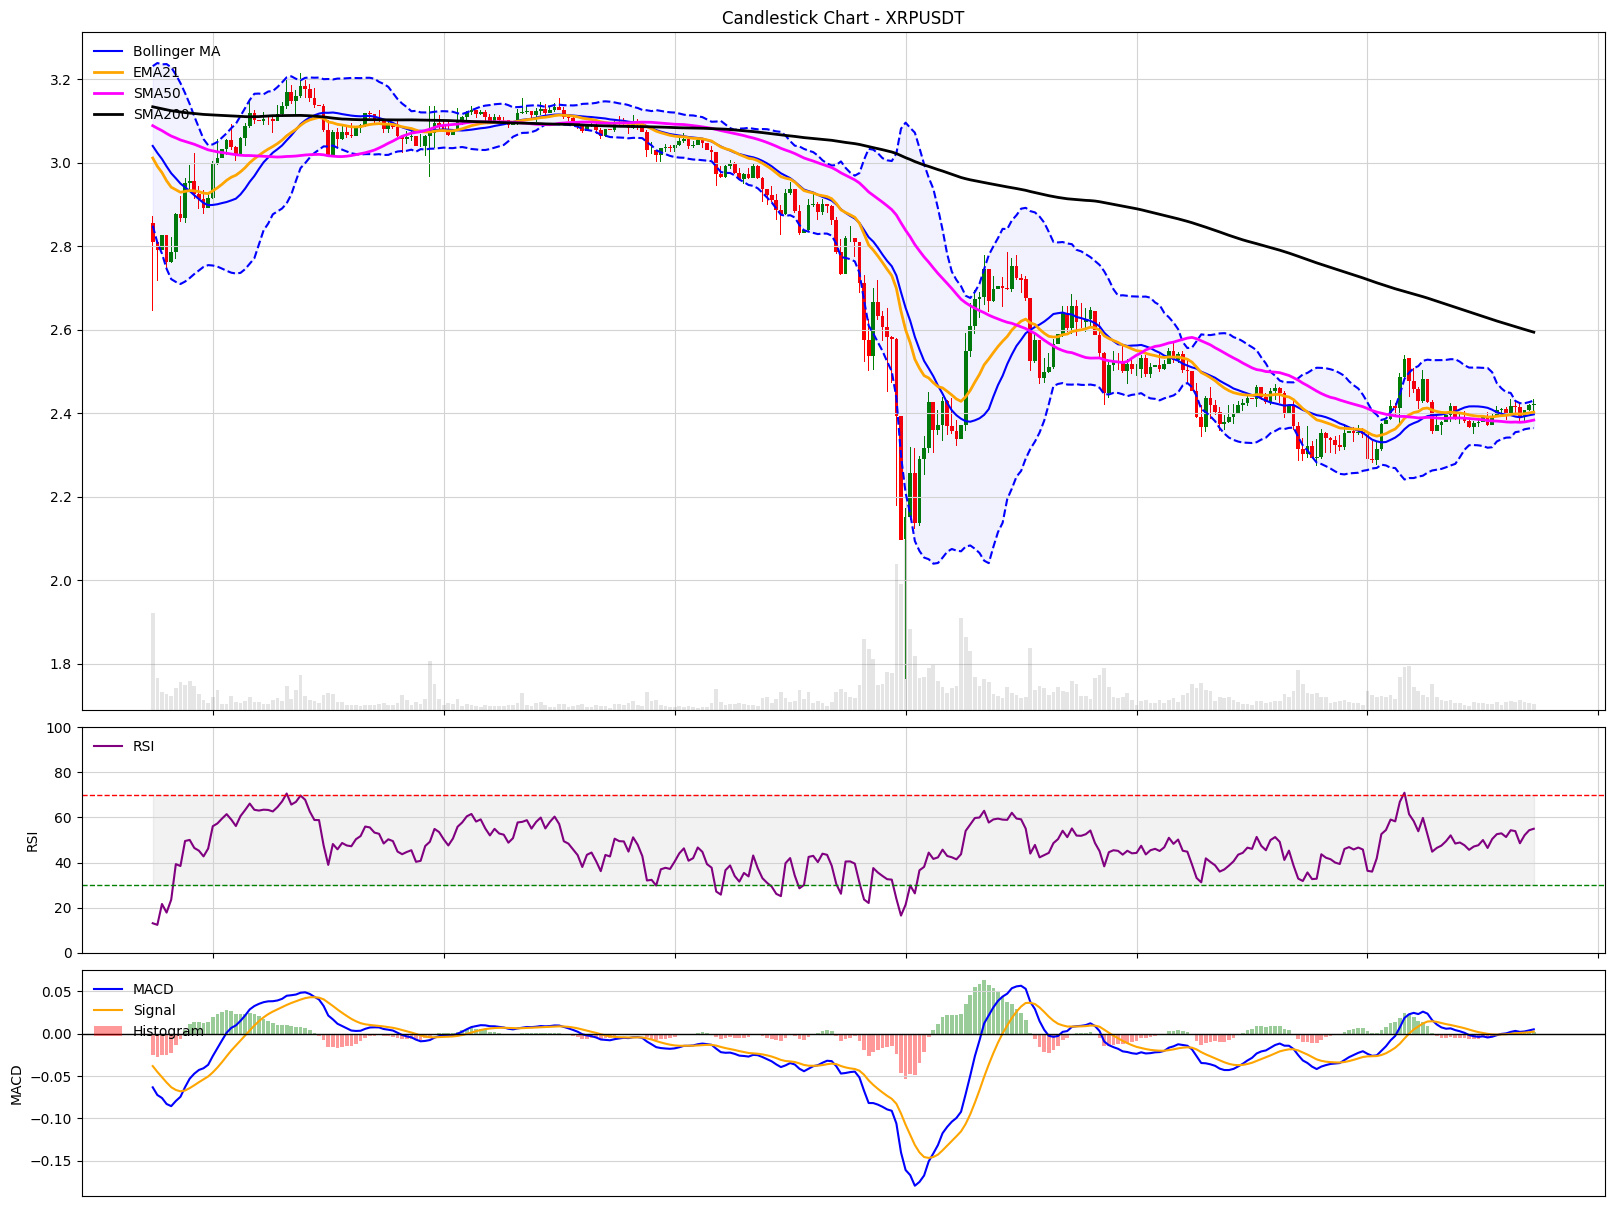 Candlestick Chart - XRPUSDT
Bollinger MA
EMA21
SMA50
SMA200
3.2
3.0
2.8
2.6
2.4
2.2
2.0
1.8
RSI
100
80
60
40
20
0
RSI
MACD
Signal
Histogram
0.05
0.00
−0.05
−0.10
−0.15
MACD